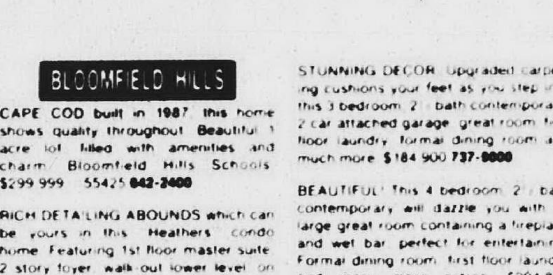 BLOOMFIELD HILLS
CAPE COD built in 1987 this home
shows quality throughout Beautiful 1
acre lot filled with amenities and
charm Bloomfield Hills Schools
$299 999 55425 642-2400
RICH DETAILING ABOUNDS which can
be yours in this Heathers condo
home Featuring 1st floor master suite
2 story foyer walk-out lower level on
STUNNING DECOR Upgraded carpe
ing cushions your feet as you step in
this 3 bedroom 2 bath contempora
2 car attached garage great room
floor laundry formal dining room a
much more $184 900 737-9000
BEAUTIFUL! This 4 bedroom 2 ba
contemporary will dazzle you with
large great room containing a firepla
and wet bar perfect for entertainin
Formal dining room first floor laund